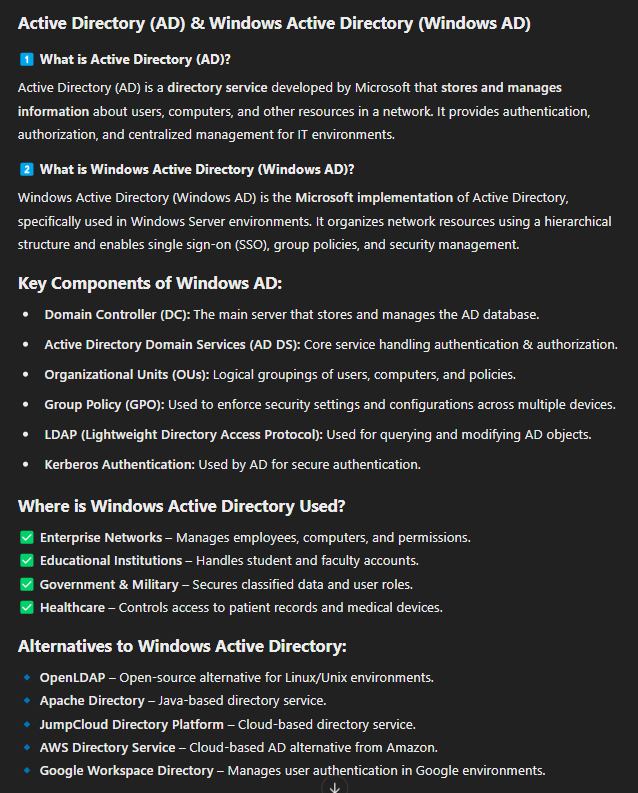 Active Directory (AD) & Windows Active Directory (Windows AD)
1 What is Active Directory (AD)?
Active Directory (AD) is a directory service developed by Microsoft that stores and manages
information about users, computers, and other resources in a network. It provides authentication,
authorization, and centralized management for IT environments.
2 What is Windows Active Directory (Windows AD)?
Windows Active Directory (Windows AD) is the Microsoft implementation of Active Directory,
specifically used in Windows Server environments. It organizes network resources using a hierarchical
structure and enables single sign-on (SSO), group policies, and security management.
Key Components of Windows AD:
• Domain Controller (DC): The main server that stores and manages the AD database.
• Active Directory Domain Services (AD DS): Core service handling authentication & authorization.
• Organizational Units (OUs): Logical groupings of users, computers, and policies.
• Group Policy (GPO): Used to enforce security settings and configurations across multiple devices.
• LDAP (Lightweight Directory Access Protocol): Used for querying and modifying AD objects.
• Kerberos Authentication: Used by AD for secure authentication.
Where is Windows Active Directory Used?
✅ Enterprise Networks – Manages employees, computers, and permissions.
✅ Educational Institutions – Handles student and faculty accounts.
✅ Government & Military – Secures classified data and user roles.
✅ Healthcare – Controls access to patient records and medical devices.
Alternatives to Windows Active Directory:
🔹 OpenLDAP – Open-source alternative for Linux/Unix environments.
🔹 Apache Directory – Java-based directory service.
🔹 JumpCloud Directory Platform – Cloud-based directory service.
🔹 AWS Directory Service – Cloud-based AD alternative from Amazon.
🔹 Google Workspace Directory – Manages user authentication in Google environments.